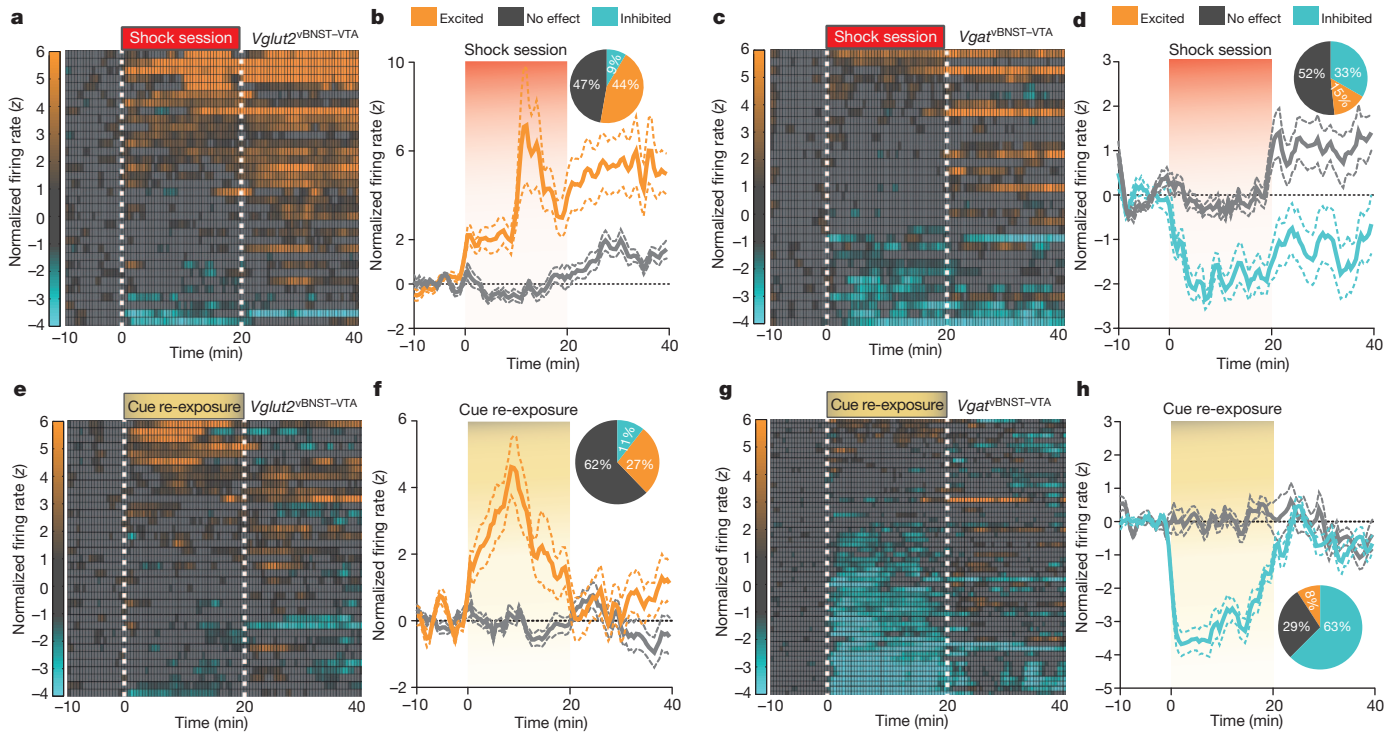 a
Shock session
Vglut2vBNST–VTA
Normalized firing rate (z)
6
5
4
3
2
1
0
–1
–2
–3
–4
–10
0
20
40
Time (min)
b
Excited
No effect
Inhibited
Shock session
Normalized firing rate (z)
10
6
2
0
–2
–10
0
20
40
Time (min)
47%
9%
44%
c
Shock session
Vgat vBNST–VTA
Normalized firing rate (z)
6
5
4
3
2
1
0
–1
–2
–3
–4
–10
0
20
40
Time (min)
d
Excited
No effect
Inhibited
Shock session
Normalized firing rate (z)
3
2
1
0
–1
–2
–3
–10
0
20
40
Time (min)
52%
33%
15%
e
Cue re-exposure
Vglut2vBNST–VTA
Normalized firing rate (z)
6
5
4
3
2
1
0
–1
–2
–3
–4
–10
0
20
40
Time (min)
f
Cue re-exposure
Normalized firing rate (z)
6
4
2
0
–2
–10
0
20
40
Time (min)
62%
11%
27%
g
Cue re-exposure
Vgat vBNST–VTA
Normalized firing rate (z)
6
5
4
3
2
1
0
–1
–2
–3
–4
–10
0
20
40
Time (min)
h
Cue re-exposure
Normalized firing rate (z)
3
2
1
0
–1
–2
–3
–4
–5
–10
0
20
40
Time (min)
8%
29%
63%